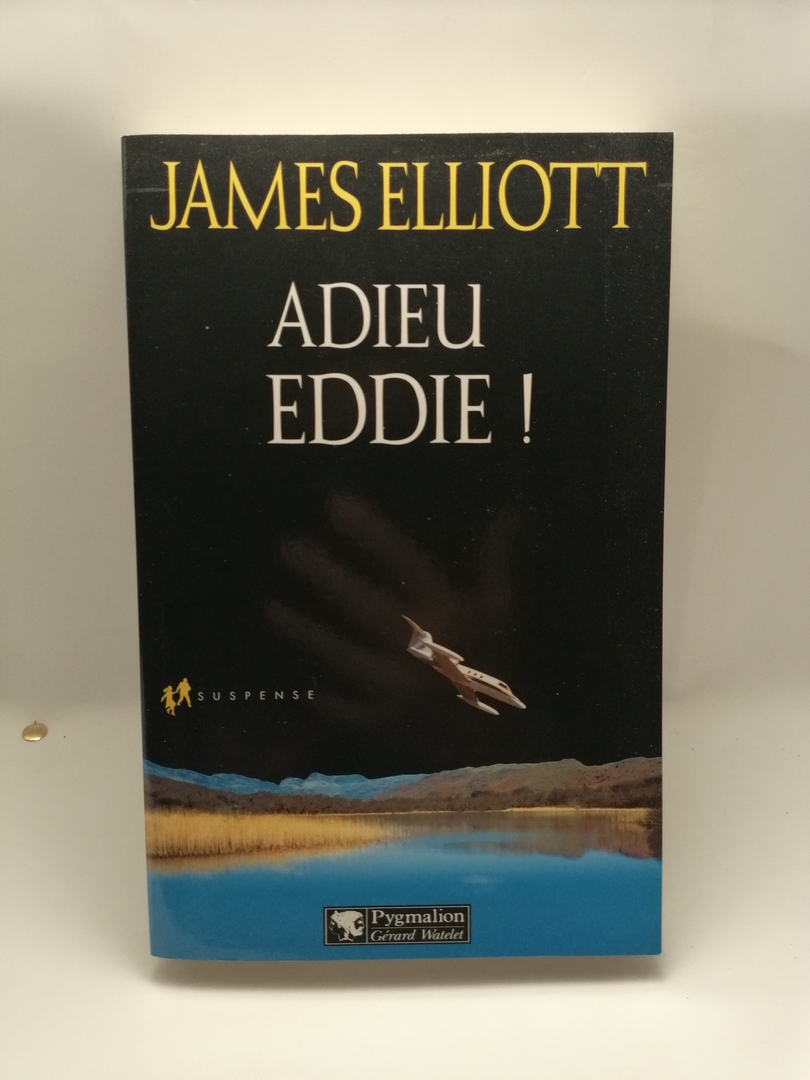 JAMES ELLIOTT
ADIEU
EDDIE !
SUSPENSE
Pygmalion
Gérard Watelet